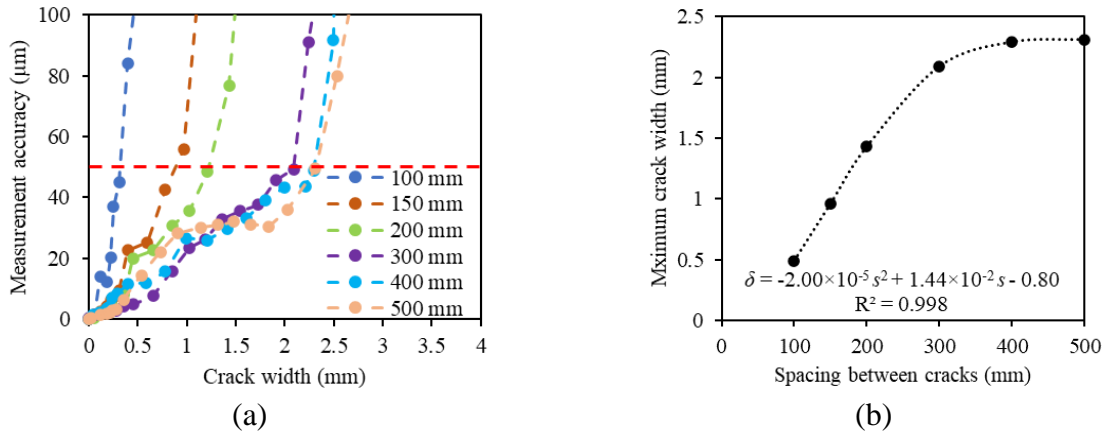 100
80
60
40
20
0
Measurement accuracy (μm)
0 0.5 1 1.5 2 2.5 3 3.5 4
Crack width (mm)
100 mm
150 mm
200 mm
300 mm
400 mm
500 mm
(a)
2.5
2
1.5
1
0.5
0
Mximum crack width (mm)
δ = -2.00×10⁻⁵ s² + 1.44×10⁻² s - 0.80
R² = 0.998
0 100 200 300 400 500
Spacing between cracks (mm)
(b)